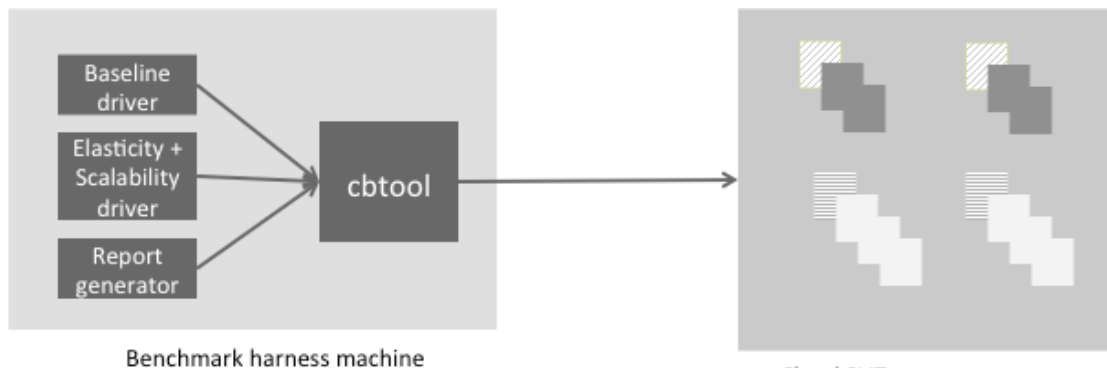 Baseline
driver
Elasticity +
Scalability
driver
Report
generator
cbtool
Benchmark harness machine